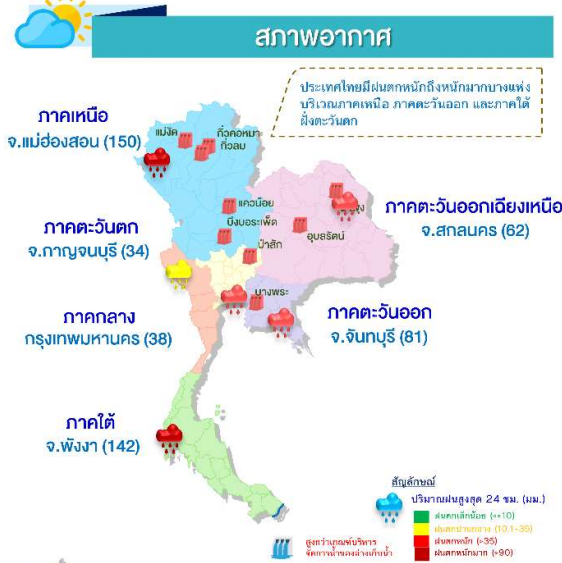 สภาพอากาศ
ประเทศไทยมีฝนตกหนักถึงหนักมากบางแห่ง
บริเวณภาคเหนือ ภาคตะวันออก และภาคใต้
ฝั่งตะวันตก
ภาคเหนือ
จ.แม่ฮ่องสอน (150)
แม่งัด
กิ่วคอหมา
กิ่วลม
แควน้อย
บึงบอระเพ็ด
ป่าสัก
อุบลรัตน์
บางพระ
ภาคตะวันออกเฉียงเหนือ
จ.สกลนคร (62)
ภาคตะวันตก
จ.กาญจนบุรี (34)
ภาคกลาง
กรุงเทพมหานคร (38)
ภาคตะวันออก
จ.จันทบุรี (81)
ภาคใต้
จ.พังงา (142)
สัญลักษณ์
ปริมาณฝนสูงสุด 24 ชม. (มม.)
ฝนตกเล็กน้อย (<=10)
ฝนตกปานกลาง (10.1-35)
ฝนตกหนัก (>35)
ฝนตกหนักมาก (>90)
สูงกว่าเกณฑ์บริหาร
จัดการน้ำของอ่างเก็บน้ำ